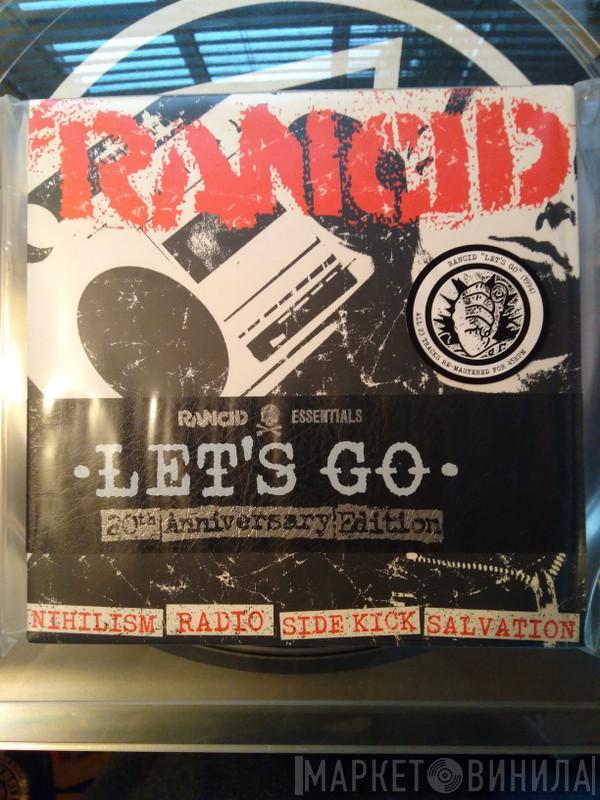 RANCID
RANCID "LET'S GO" (1994)
ALL 23 TRACKS RE-MASTERED FOR 45RPM
RANCID ESSENTIALS
·LET'S GO·
20th Anniversary Edition
NIHILISM RADIO SIDE KICK SALVATION
МАРКЕТ ВИНИЛА